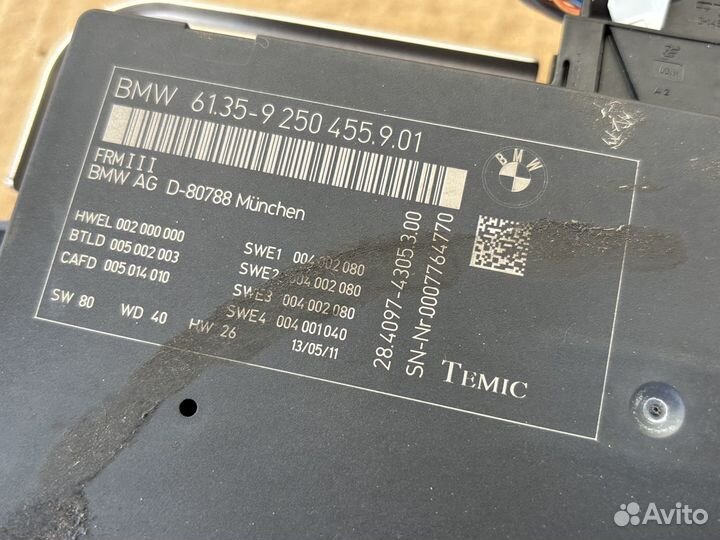 BMW 61.35-9 250 455.9.01
FRMIII
BMW AG D-80788 München
HWEL 002 000 000
BTLD 005 002 003
CAFD 005 014 010
SW 80 WD 40 HW 26
SWE1 004 002 080
SWE2 004 002 080
SWE3 004 002 080
SWE4 004 001 040
13/05/11
28.4097-4305.3.00
SN-Nr 0007764770
BMW
TEMIC
A 2
Avito